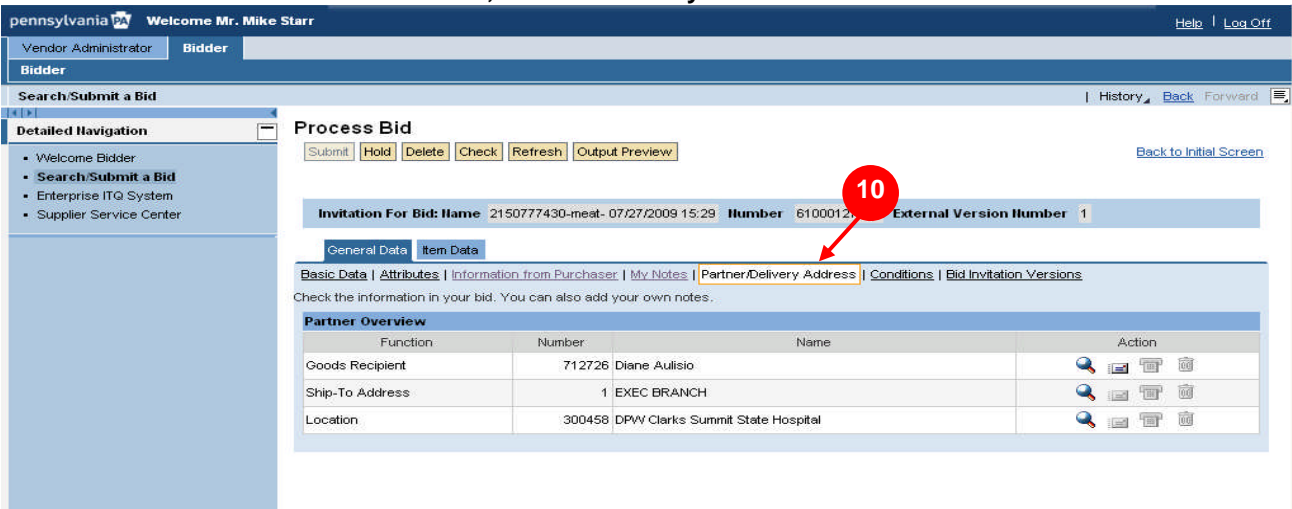 pennsylvania PA Welcome Mr. Mike Starr Help | Log Off
Vendor Administrator Bidder
Bidder
Search/Submit a Bid | History Back Forward
Detailed Navigation
Process Bid
Submit Hold Delete Check Refresh Output Preview Back to Initial Screen
▪ Welcome Bidder
▪ Search/Submit a Bid
▪ Enterprise ITQ System
▪ Supplier Service Center
10
Invitation For Bid: Name 2150777430-meat- 07/27/2009 15:29 Number 6100012 External Version Number 1
General Data Item Data
Basic Data | Attributes | Information from Purchaser | My Notes | Partner/Delivery Address | Conditions | Bid Invitation Versions
Check the information in your bid. You can also add your own notes.
Partner Overview
Function Number Name Action
Goods Recipient 712726 Diane Aulisio
Ship-To Address 1 EXEC BRANCH
Location 300458 DPW Clarks Summit State Hospital